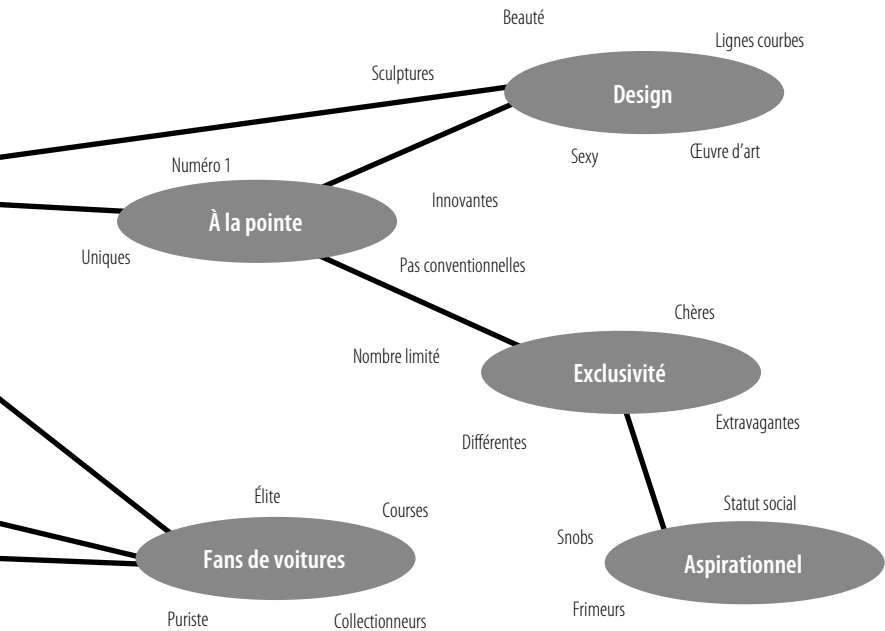 Beauté
Lignes courbes
Sculptures
Design
Sexy
Œuvre d'art
Numéro 1
À la pointe
Innovantes
Uniques
Pas conventionnelles
Chères
Nombre limité
Exclusivité
Extravagantes
Différentes
Élite
Courses
Fans de voitures
Puriste
Collectionneurs
Statut social
Snobs
Aspirationnel
Frimeurs